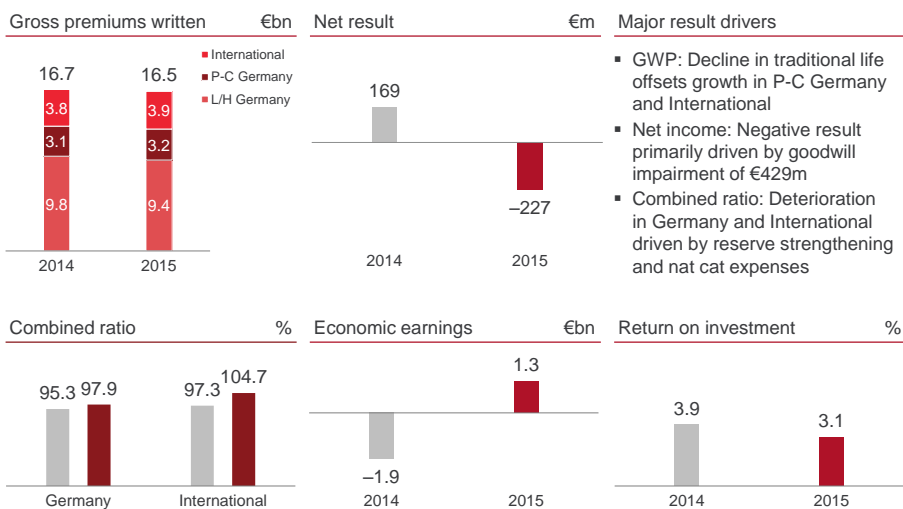 Gross premiums written €bn
International
P-C Germany
L/H Germany
16.7 16.5
3.8 3.9
3.1 3.2
9.8 9.4
2014 2015
Net result €m
169
–227
2014 2015
Major result drivers
▪ GWP: Decline in traditional life
offsets growth in P-C Germany
and International
▪ Net income: Negative result
primarily driven by goodwill
impairment of €429m
▪ Combined ratio: Deterioration
in Germany and International
driven by reserve strengthening
and nat cat expenses
Combined ratio %
95.3 97.9 97.3 104.7
Germany International
Economic earnings €bn
1.3
–1.9
2014 2015
Return on investment %
3.9
3.1
2014 2015